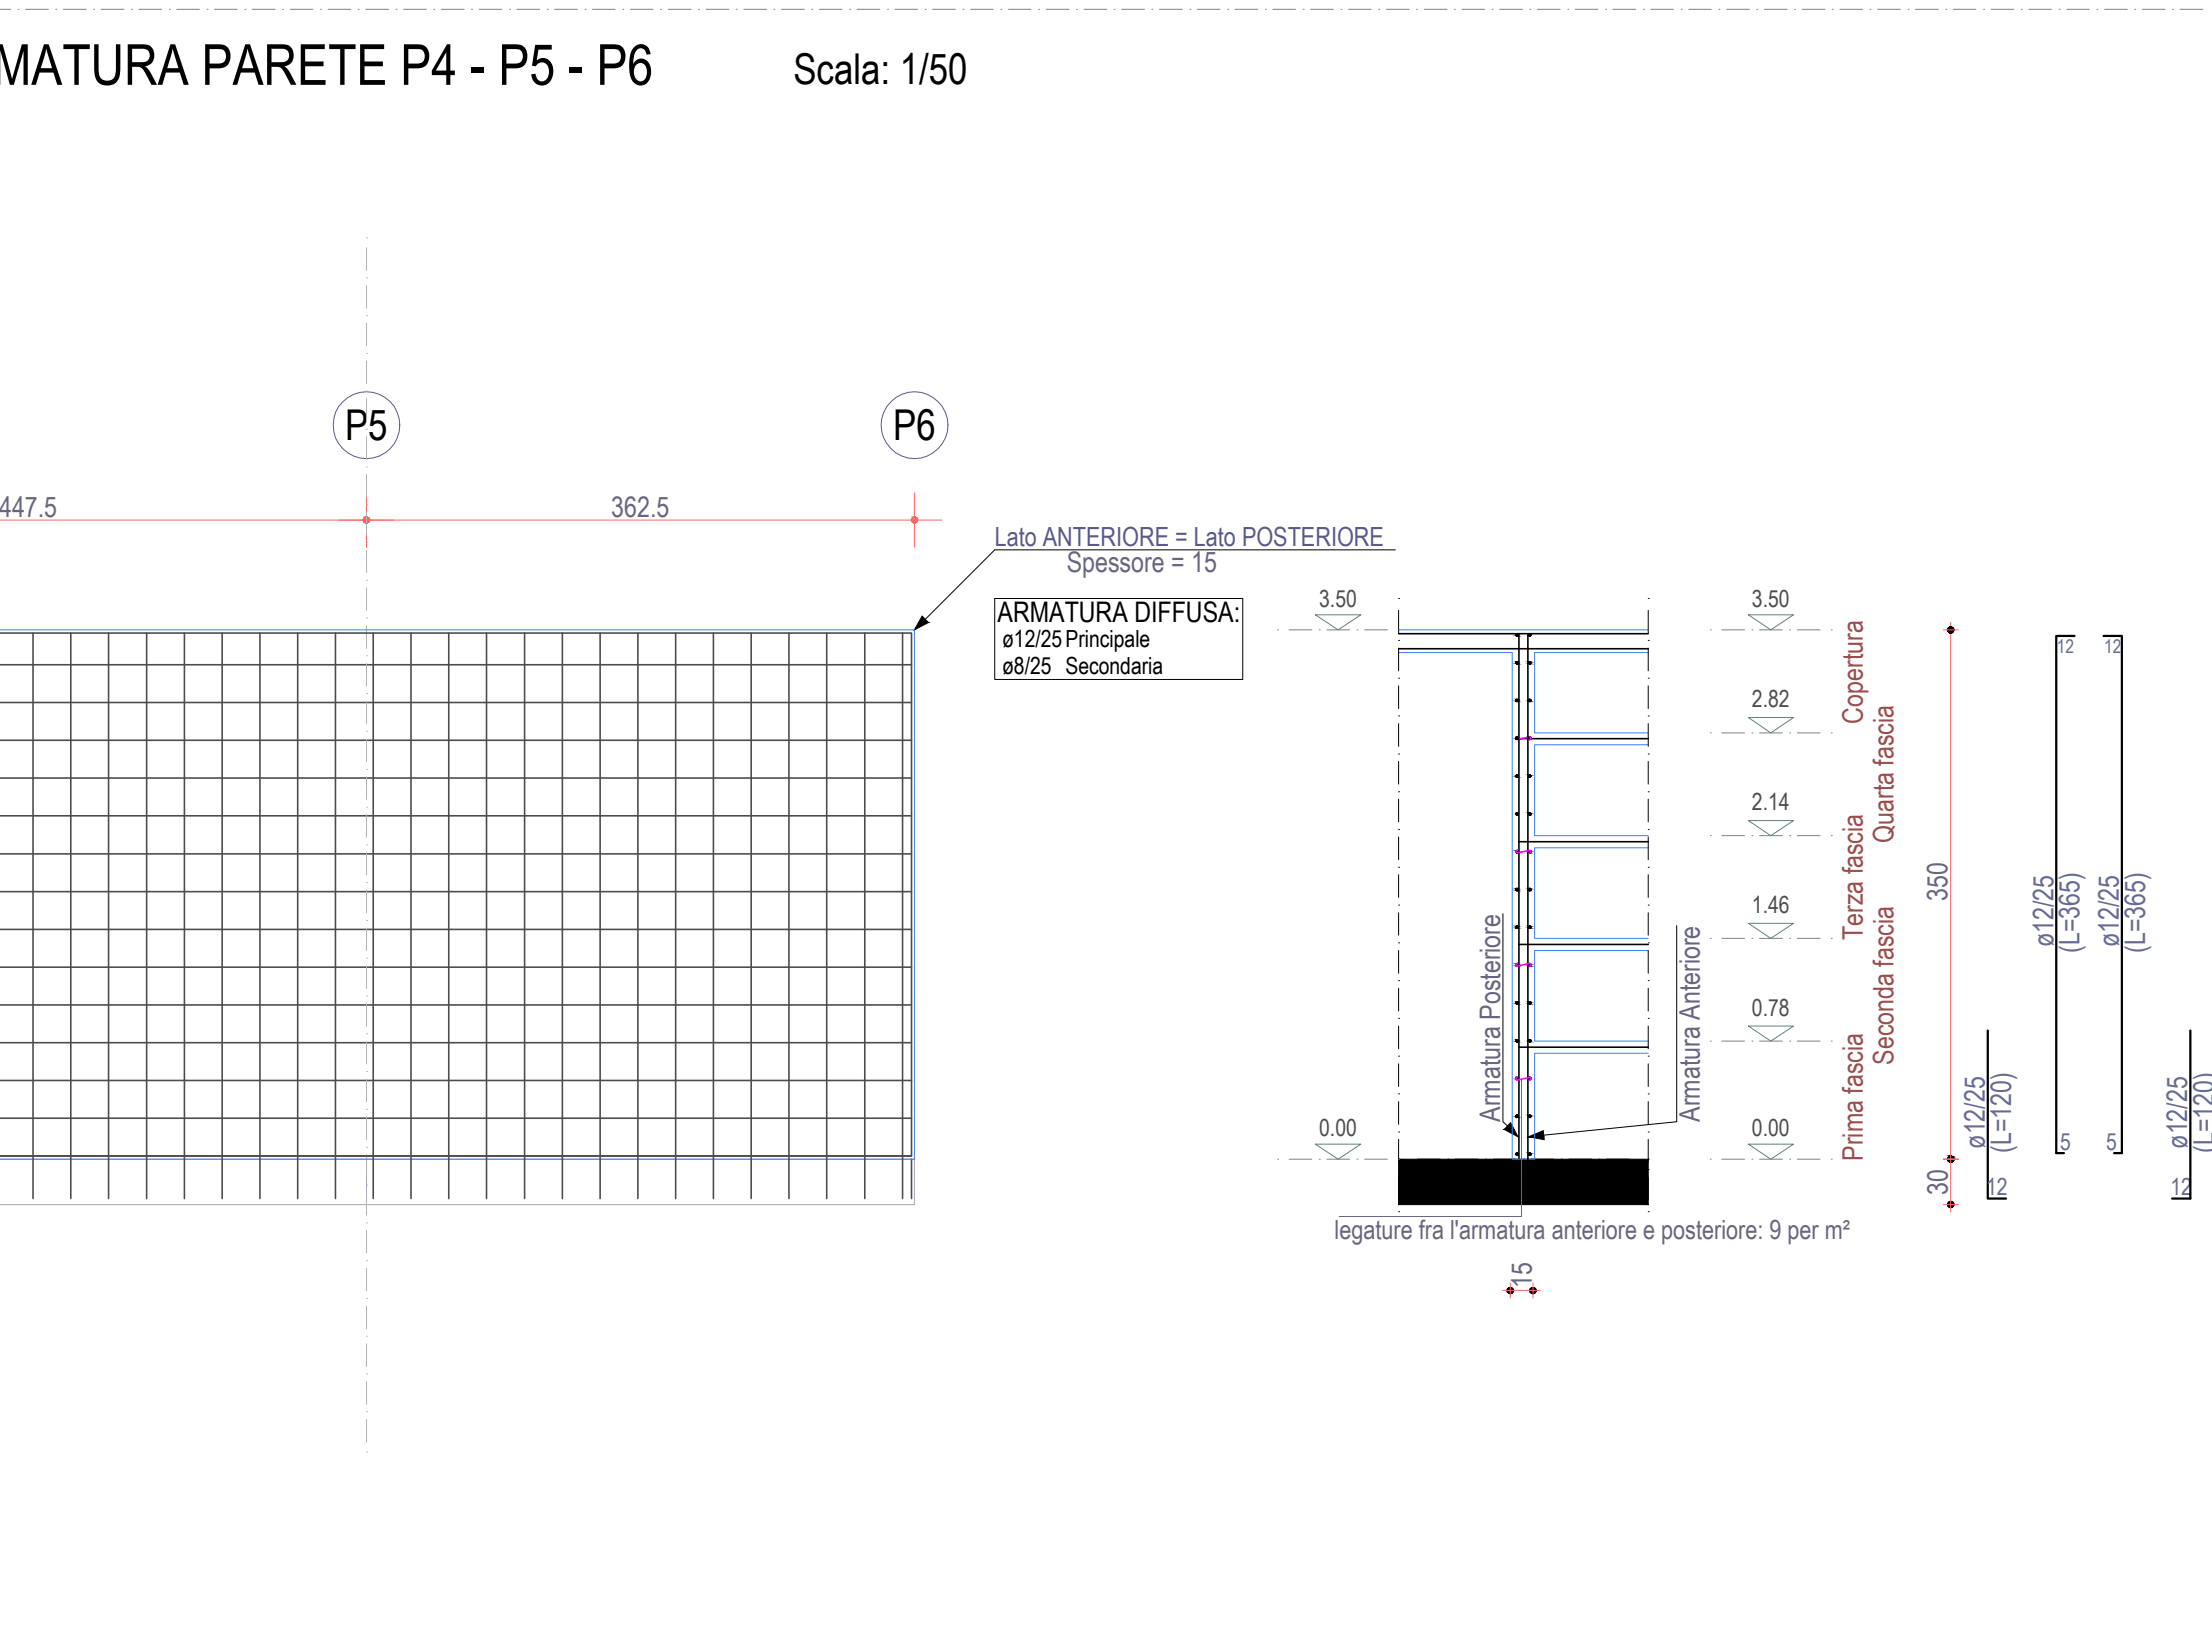 MATURA PARETE P4 - P5 - P6
Scala: 1/50
P5
P6
447.5
362.5
Lato ANTERIORE = Lato POSTERIORE
Spessore = 15
ARMATURA DIFFUSA:
ø12/25 Principale
ø8/25 Secondaria
3.50
0.00
Armatura Posteriore
Armatura Anteriore
legature fra l'armatura anteriore e posteriore: 9 per m²
15
3.50
2.82
2.14
1.46
0.78
0.00
Copertura
Quarta fascia
Terza fascia
Seconda fascia
Prima fascia
350
30
ø12/25
(L=120)
12
12
ø12/25
(L=365)
5
12
ø12/25
(L=365)
5
ø12/25
(L=120)
12